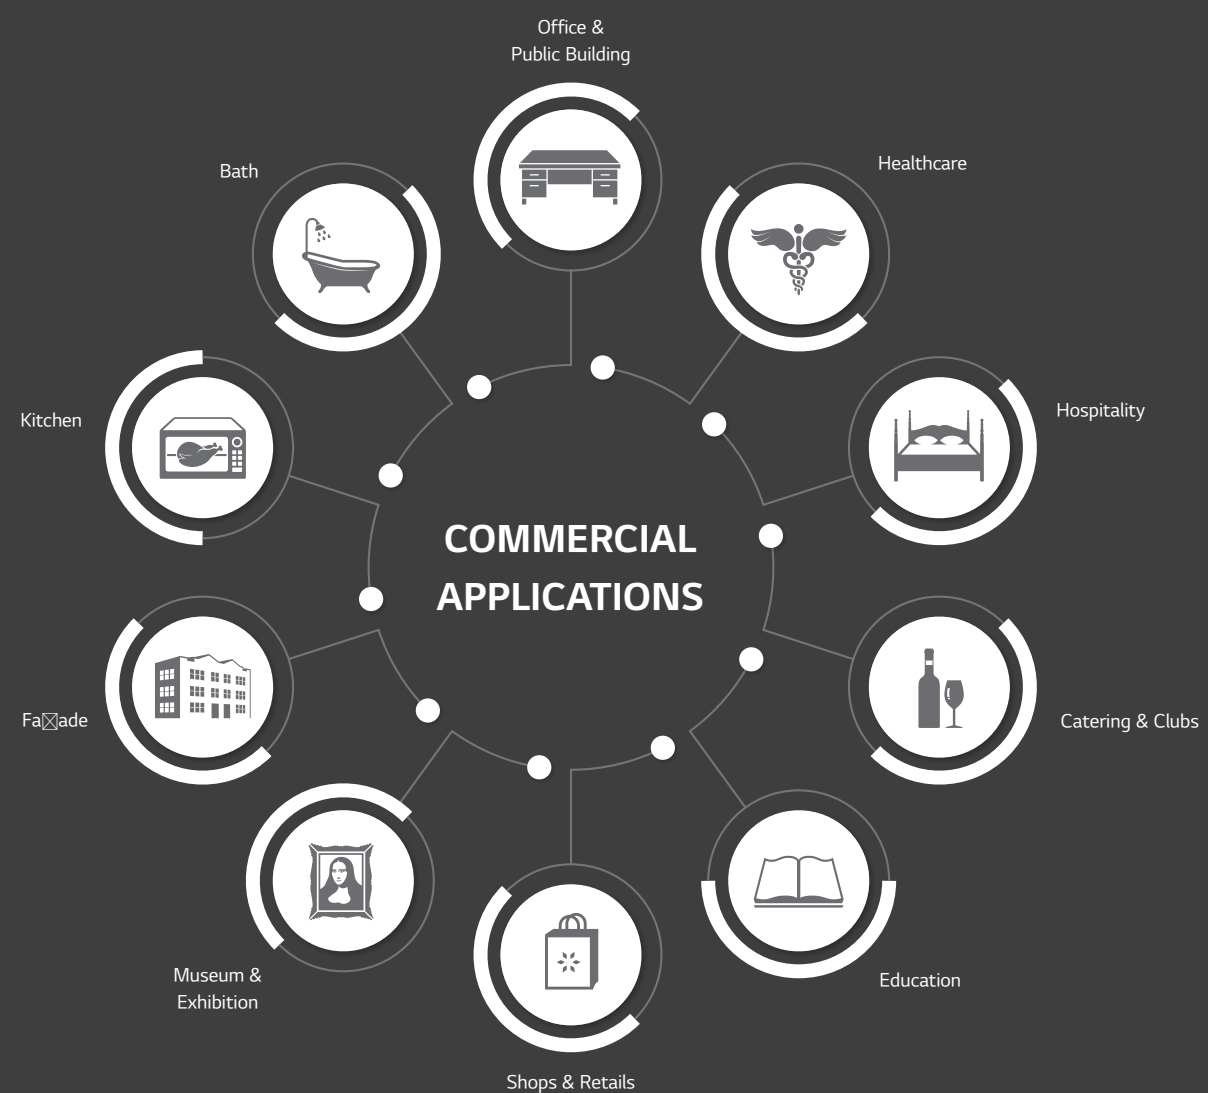 Office &
Public Building
Healthcare
Bath
Hospitality
Kitchen
COMMERCIAL
APPLICATIONS
Fa☒ade
Catering & Clubs
Museum &
Exhibition
Education
Shops & Retails